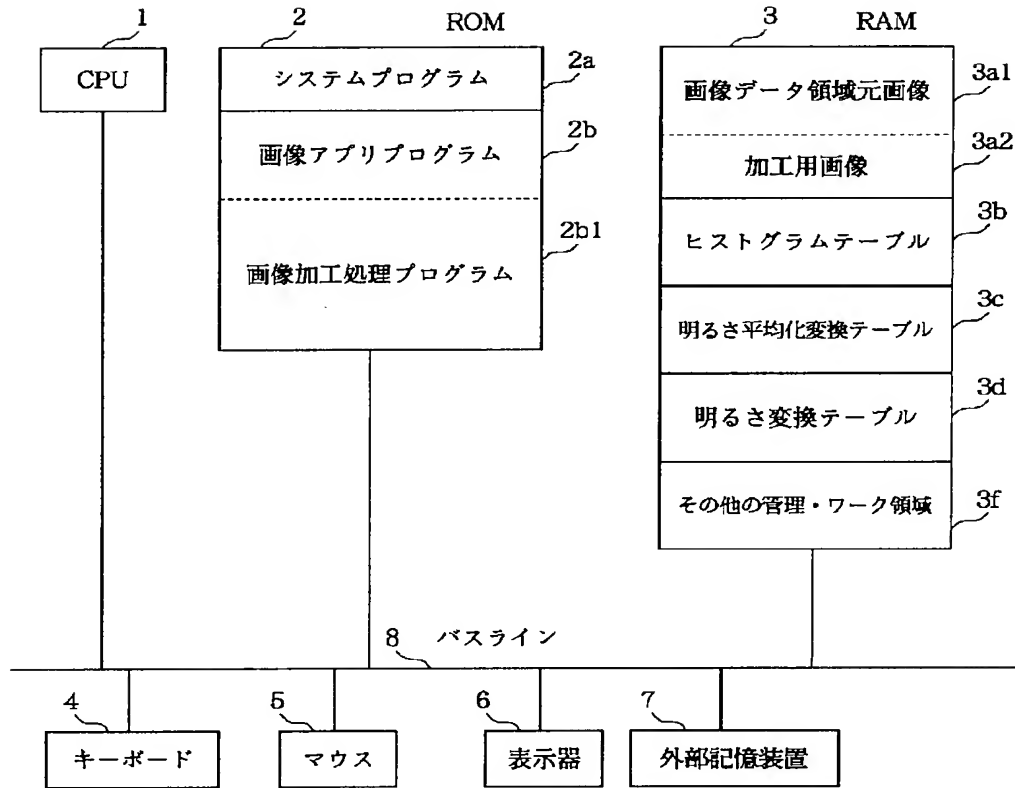 1
CPU
2
ROM
システムプログラム
2a
画像アプリプログラム
2b
画像加工処理プログラム
2b1
3
RAM
画像データ領域元画像
3a1
加工用画像
3a2
ヒストグラムテーブル
3b
明るさ平均化変換テーブル
3c
明るさ変換テーブル
3d
その他の管理・ワーク領域
3f
8
バスライン
4
キーボード
5
マウス
6
表示器
7
外部記憶装置